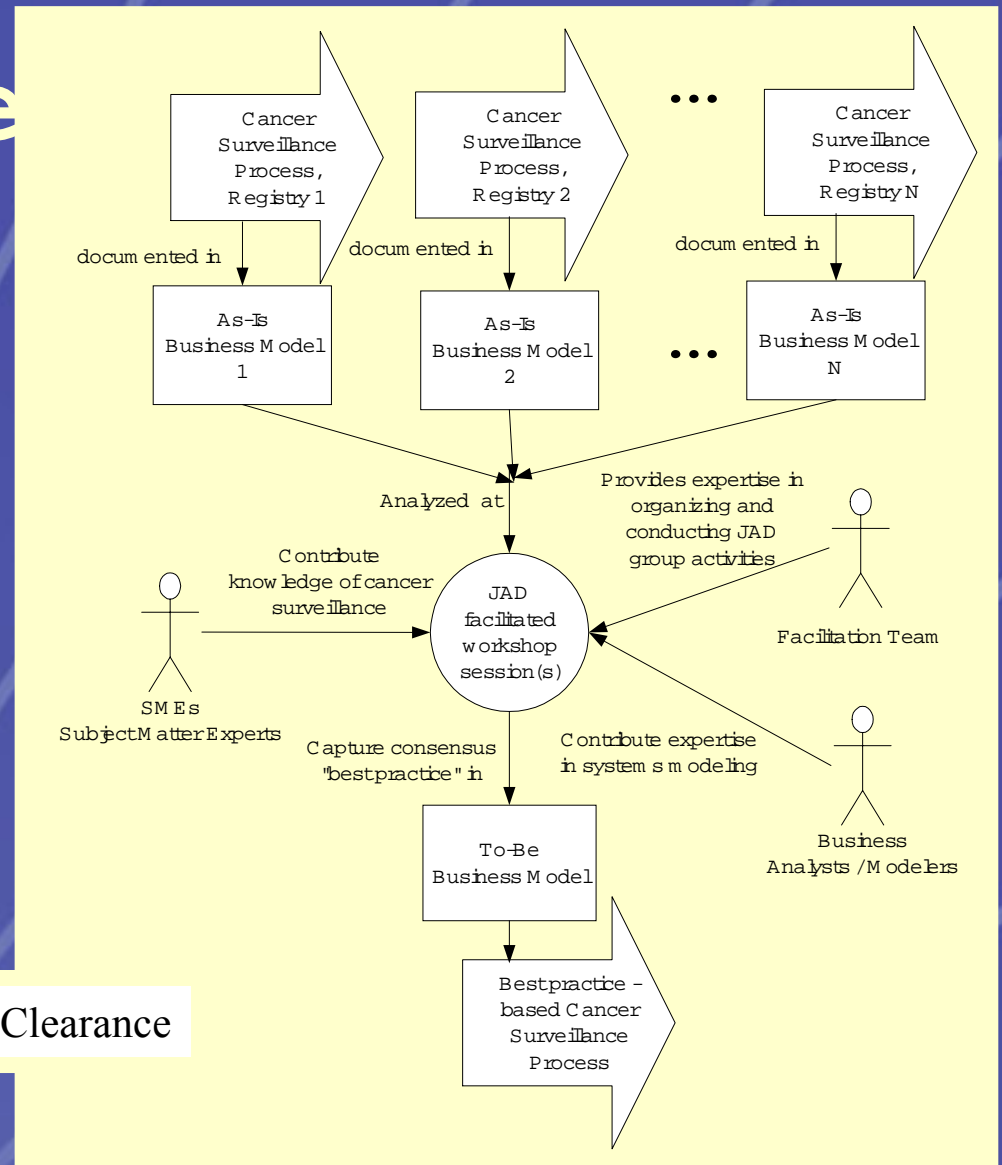 e
Cancer
Surveillance
Process,
Registry 1
Cancer
Surveillance
Process,
Registry 2
...
Cancer
Surveillance
Process,
Registry N
documented in
documented in
documented in
As-Is
Business Model
1
As-Is
Business Model
2
...
As-Is
Business Model
N
Analyzed at
Provides expertise in
organizing and
conducting JAD
group activities
Contribute
knowledge of cancer
surveillance
JAD
facilitated
workshop
session(s)
Facilitation Team
SMEs
Subject Matter Experts
Capture consensus
"best practice" in
Contribute expertise
in systems modeling
Business
Analysts / Modelers
To-Be
Business Model
Best practice -
based Cancer
Surveillance
Process
Clearance